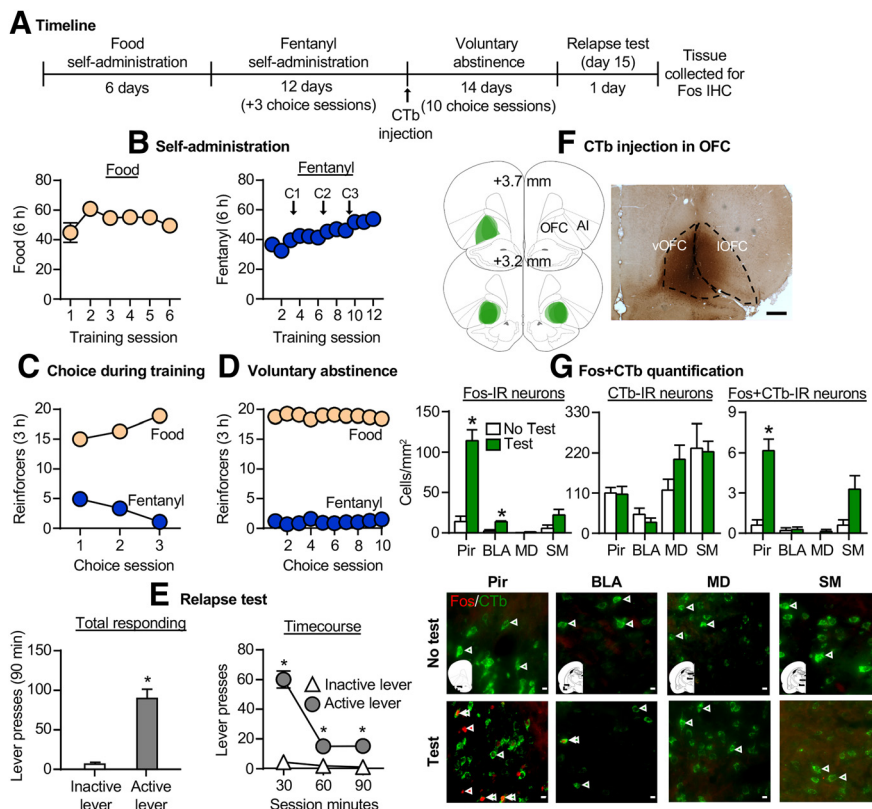 A Timeline
Food
self-administration
6 days
Fentanyl
self-administration
12 days
(+3 choice sessions)
CTb
injection
Voluntary
abstinence
14 days
(10 choice sessions)
Relapse test
(day 15)
1 day
Tissue
collected for
Fos IHC
B Self-administration
Food
Food (6 h)
80
60
40
20
0
1 2 3 4 5 6
Training session
Fentanyl
C1 C2 C3
Fentanyl (6 h)
80
60
40
20
0
2 4 6 8 10 12
Training session
C Choice during training
Reinforcers (3 h)
20
15
10
5
0
Food
Fentanyl
1 2 3
Choice session
D Voluntary abstinence
Reinforcers (3 h)
20
15
10
5
0
Food
Fentanyl
2 4 6 8 10
Choice session
E Relapse test
Total responding
Lever presses (90 min)
150
100
50
0
*
Inactive
lever
Active
lever
Timecourse
Lever presses
80
60
40
20
0
* * *
Inactive lever
Active lever
30 60 90
Session minutes
F CTb injection in OFC
+3.7 mm
OFC
AI
+3.2 mm
vOFC
lOFC
G Fos+CTb quantification
Fos-IR neurons
Cells/mm2
150
100
50
0
* *
No Test
Test
Pir BLA MD SM
CTb-IR neurons
330
220
110
0
Pir BLA MD SM
Fos+CTb-IR neurons
9
6
3
0
*
Pir BLA MD SM
Pir BLA MD SM
Fos/CTb
No test
Test